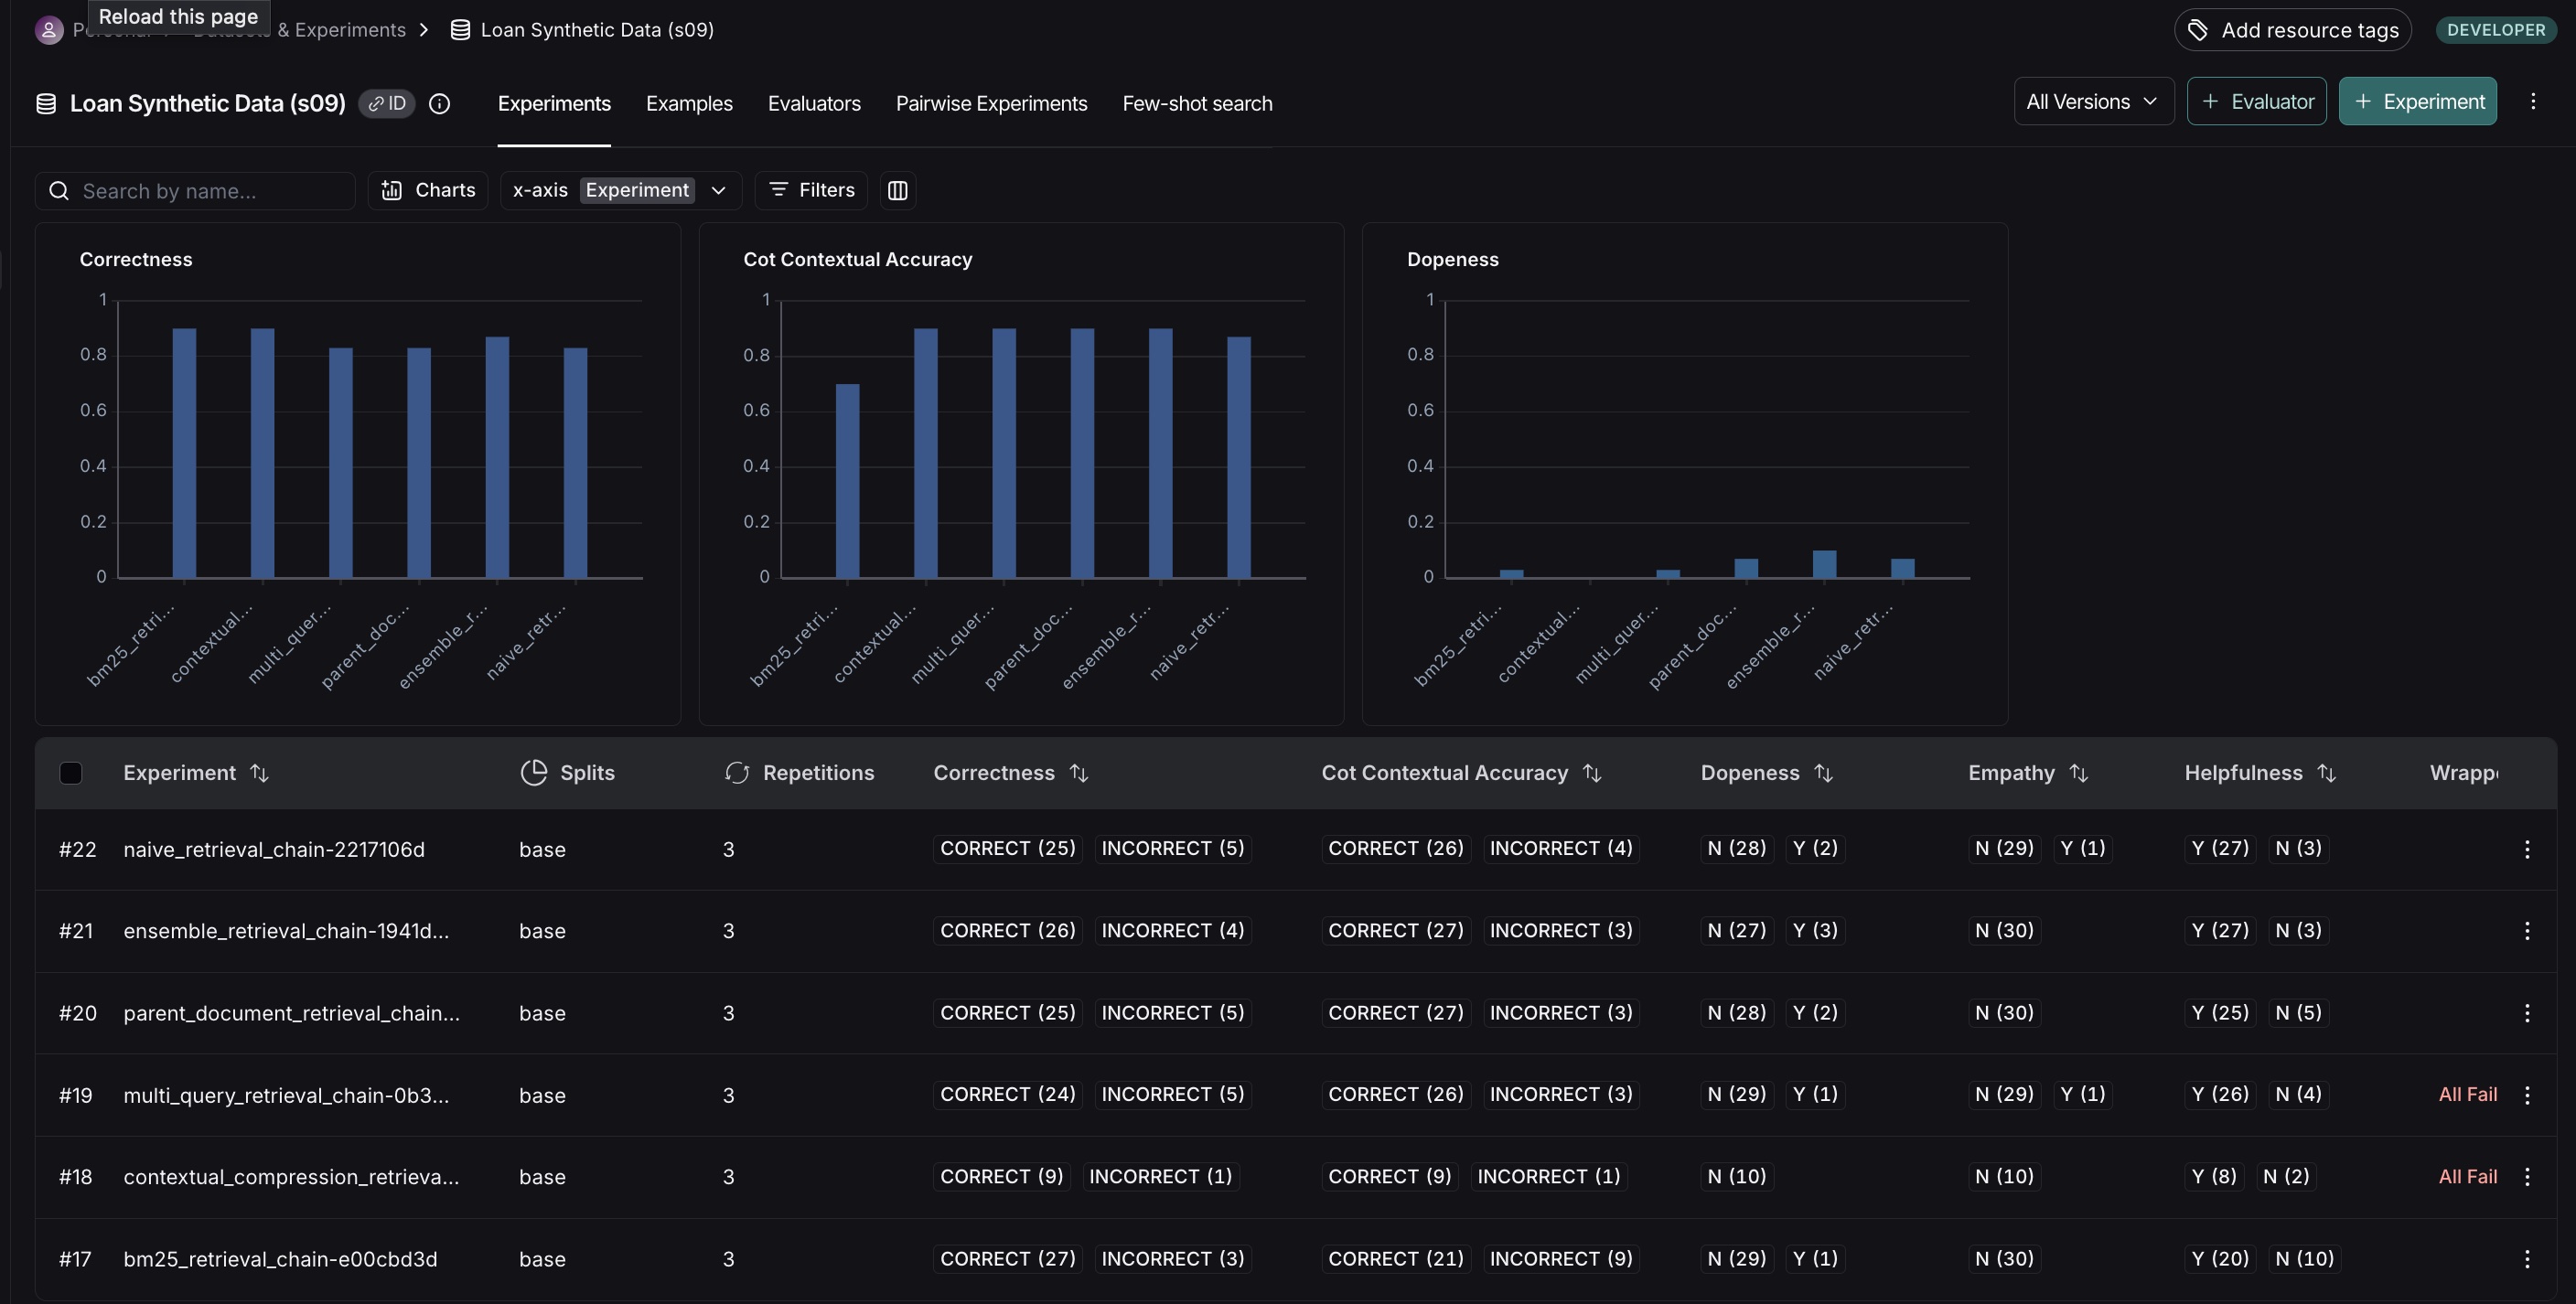 Reload this page
& Experiments
Loan Synthetic Data (s09)
Add resource tags
DEVELOPER
Loan Synthetic Data (s09)
ID
Experiments
Examples
Evaluators
Pairwise Experiments
Few-shot search
All Versions
+ Evaluator
+ Experiment
Search by name...
Charts
x-axis Experiment
Filters
Correctness
1
0.8
0.6
0.4
0.2
0
bm25_retri...
contextual...
multi_quer...
parent_doc...
ensemble_r...
naive_retr...
Cot Contextual Accuracy
1
0.8
0.6
0.4
0.2
0
bm25_retri...
contextual...
multi_quer...
parent_doc...
ensemble_r...
naive_retr...
Dopeness
1
0.8
0.6
0.4
0.2
0
bm25_retri...
contextual...
multi_quer...
parent_doc...
ensemble_r...
naive_retr...
Experiment Splits Repetitions Correctness Cot Contextual Accuracy Dopeness Empathy Helpfulness Wrapp
#22 naive_retrieval_chain-2217106d base 3 CORRECT (25) INCORRECT (5) CORRECT (26) INCORRECT (4) N (28) Y (2) N (29) Y (1) Y (27) N (3)
#21 ensemble_retrieval_chain-1941d... base 3 CORRECT (26) INCORRECT (4) CORRECT (27) INCORRECT (3) N (27) Y (3) N (30) Y (27) N (3)
#20 parent_document_retrieval_chain... base 3 CORRECT (25) INCORRECT (5) CORRECT (27) INCORRECT (3) N (28) Y (2) N (30) Y (25) N (5)
#19 multi_query_retrieval_chain-0b3... base 3 CORRECT (24) INCORRECT (5) CORRECT (26) INCORRECT (3) N (29) Y (1) N (29) Y (1) Y (26) N (4) All Fail
#18 contextual_compression_retrieva... base 3 CORRECT (9) INCORRECT (1) CORRECT (9) INCORRECT (1) N (10) N (10) Y (8) N (2) All Fail
#17 bm25_retrieval_chain-e00cbd3d base 3 CORRECT (27) INCORRECT (3) CORRECT (21) INCORRECT (9) N (29) Y (1) N (30) Y (20) N (10)